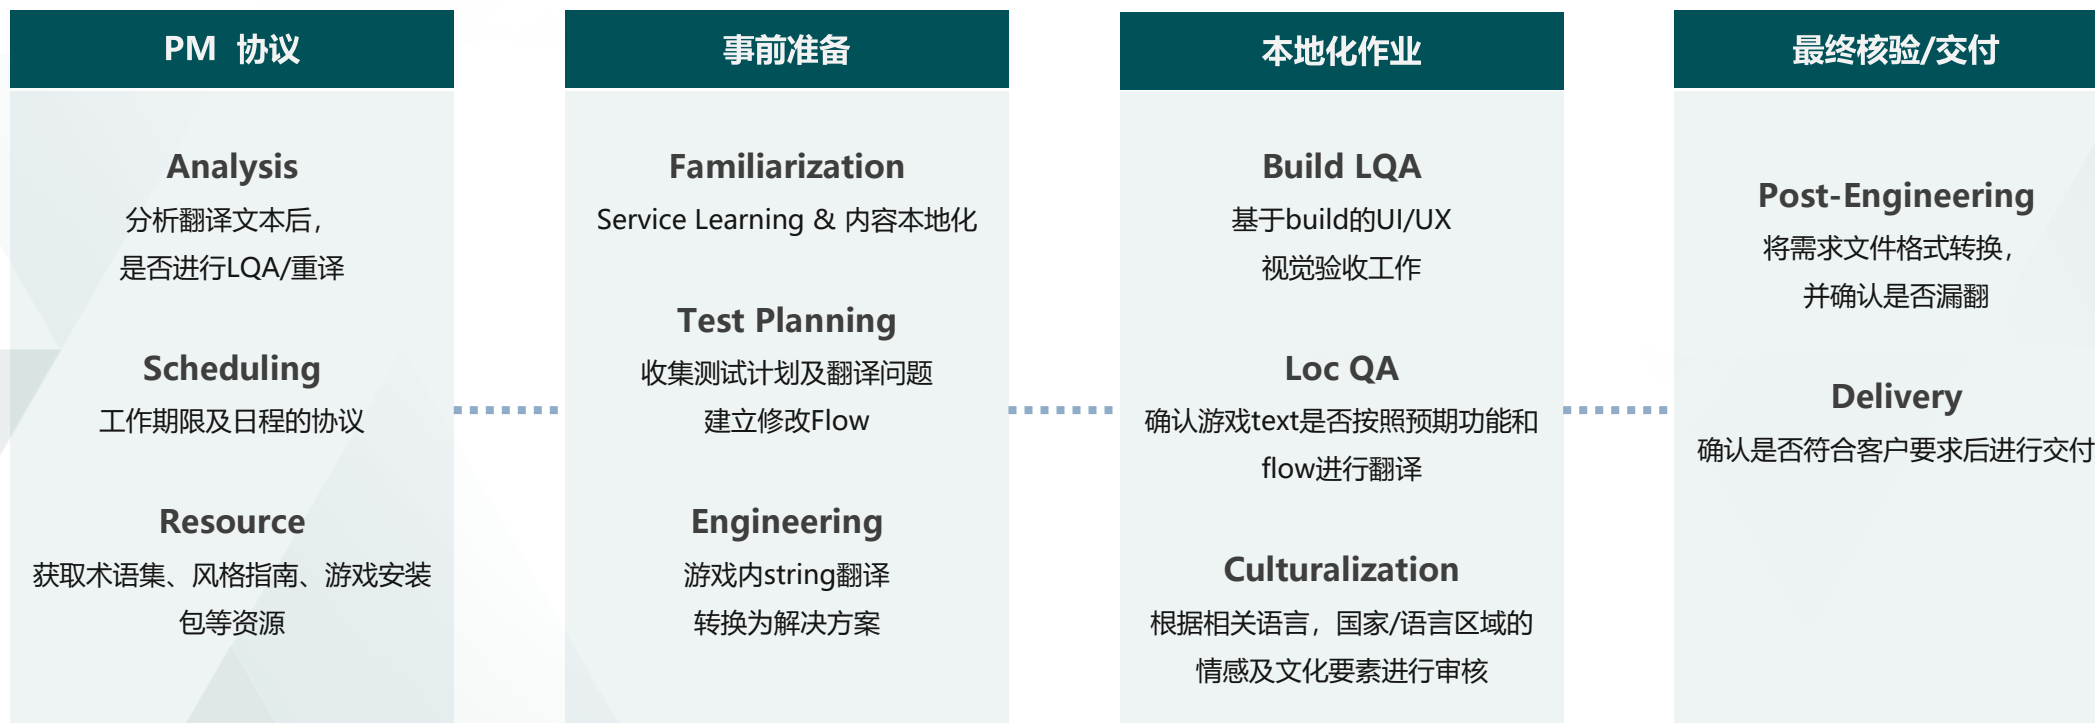 PM 协议
Analysis
分析翻译文本后，
是否进行LQA/重译
Scheduling
工作期限及日程的协议
Resource
获取术语集、风格指南、游戏安装
包等资源
事前准备
Familiarization
Service Learning & 内容本地化
Test Planning
收集测试计划及翻译问题
建立修改Flow
Engineering
游戏内string翻译
转换为解决方案
本地化作业
Build LQA
基于build的UI/UX
视觉验收工作
Loc QA
确认游戏text是否按照预期功能和
flow进行翻译
Culturalization
根据相关语言，国家/语言区域的
情感及文化要素进行审核
最终核验/交付
Post-Engineering
将需求文件格式转换，
并确认是否漏翻
Delivery
确认是否符合客户要求后进行交付